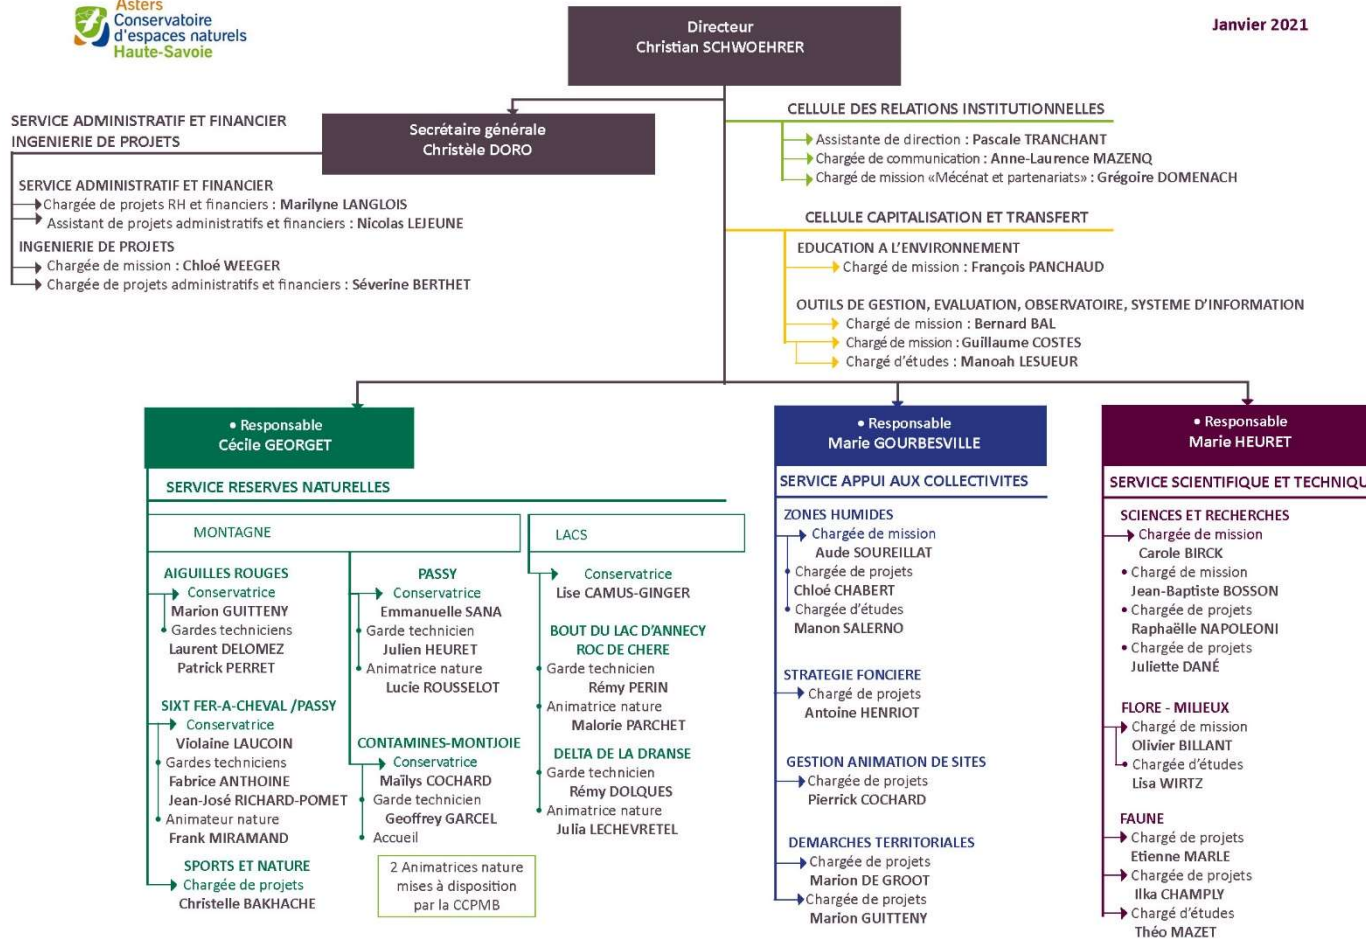 Asters
Conservatoire
d'espaces naturels
Haute-Savoie
Directeur
Christian SCHWOEHRER
Janvier 2021
SERVICE ADMINISTRATIF ET FINANCIER
INGENIERIE DE PROJETS
Secrétaire générale
Christèle DORO
SERVICE ADMINISTRATIF ET FINANCIER
Chargée de projets RH et financiers : Marilyne LANGLOIS
Assistant de projets administratifs et financiers : Nicolas LEJEUNE
INGENIERIE DE PROJETS
Chargée de mission : Chloé WEEGER
Chargée de projets administratifs et financiers : Séverine BERTHET
CELLULE DES RELATIONS INSTITUTIONNELLES
Assistante de direction : Pascale TRANCHANT
Chargée de communication : Anne-Laurence MAZENQ
Chargé de mission «Mécénat et partenariats» : Grégoire DOMENACH
CELLULE CAPITALISATION ET TRANSFERT
EDUCATION A L'ENVIRONEMENT
Chargé de mission : François PANCHAUD
OUTILS DE GESTION, EVALUATION, OBSERVATOIRE, SYSTEME D'INFORMATION
Chargé de mission : Bernard BAL
Chargé de mission : Guillaume COSTES
Chargé d'études : Manoah LESUEUR
• Responsable
Cécile GEORGET
SERVICE RESERVES NATURELLES
MONTAGNE
AIGUILLES ROUGES
Conservatrice
Marion GUITTENY
Gardes techniciens
Laurent DELOMEZ
Patrick PERRET
SIXT FER-A-CHEVAL /PASSY
Conservatrice
Violaine LAUCOIN
Gardes techniciens
Fabrice ANTHOINE
Jean-José RICHARD-POMET
Animateur nature
Frank MIRAMAND
SPORTS ET NATURE
Chargée de projets
Christelle BAKHACHE
PASSY
Conservatrice
Emmanuelle SANA
Garde technicien
Julien HEURET
Animatrice nature
Lucie ROUSSELOT
CONTAMINES-MONTJOIE
Conservatrice
Maïlys COCHARD
Garde technicien
Geoffrey GARCEL
Accueil
2 Animatrices nature
mises à disposition
par la CCPMB
LACS
Conservatrice
Lise CAMUS-GINGER
BOUT DU LAC D'ANNECY
ROC DE CHERE
Garde technicien
Rémy PERIN
Animatrice nature
Malorie PARCHET
DELTA DE LA DRANSE
Garde technicien
Rémy DOLQUES
Animatrice nature
Julia LECHEVRETEL
• Responsable
Marie GOURBESVILLE
SERVICE APPUI AUX COLLECTIVITES
ZONES HUMIDES
Chargée de mission
Aude SOUREILLAT
Chargée de projets
Chloé CHABERT
Chargée d'études
Manon SALERNO
STRATEGIE FONCIERE
Chargé de projets
Antoine HENRIOT
GESTION ANIMATION DE SITES
Chargée de projets
Pierrick COCHARD
DEMARCHES TERRITORIALES
Chargée de projets
Marion DE GROOT
Chargée de projets
Marion GUITTENY
• Responsable
Marie HEURET
SERVICE SCIENTIFIQUE ET TECHNIQU
SCIENCES ET RECHERCHES
Chargée de mission
Carole BIRCK
• Chargé de mission
Jean-Baptiste BOSSON
• Chargée de projets
Raphaëlle NAPOLEONI
• Chargée de projets
Juliette DANÉ
FLORE - MILIEUX
Chargé de mission
Olivier BILLANT
Chargée d'études
Lisa WIRTZ
FAUNE
Chargé de projets
Etienne MARLE
Chargée de projets
Ilka CHAMPLY
Chargé d'études
Théo MAZET